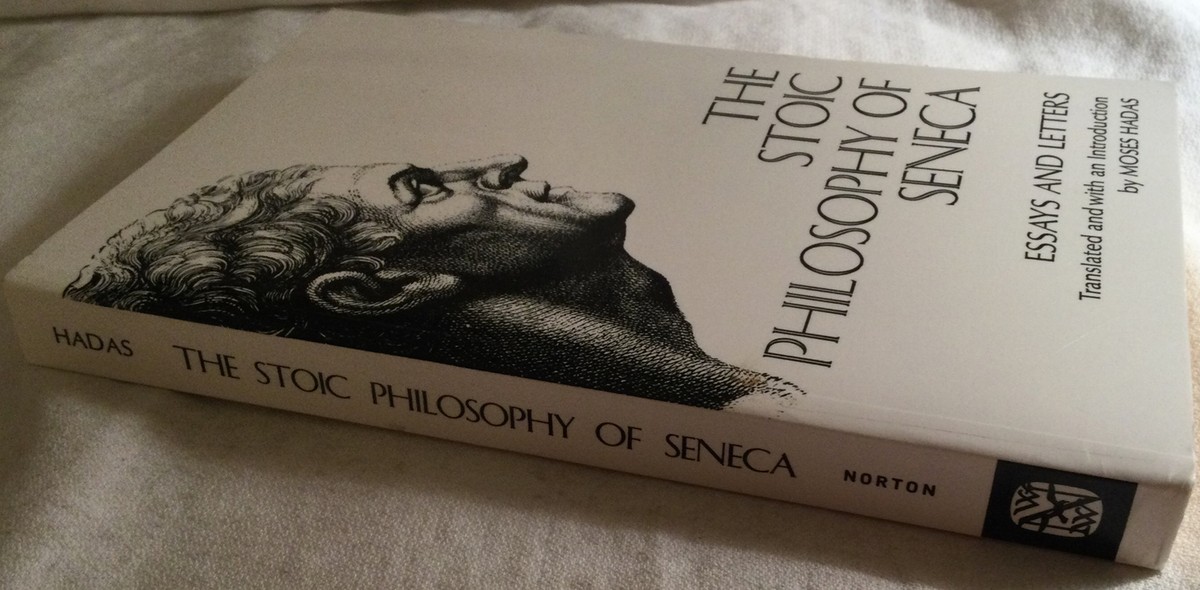 THE
STOIC
PHILOSOPHY OF
SENECA
ESSAYS AND LETTERS
Translated and with an Introduction
by MOSES HADAS
HADAS THE STOIC PHILOSOPHY OF SENECA NORTON